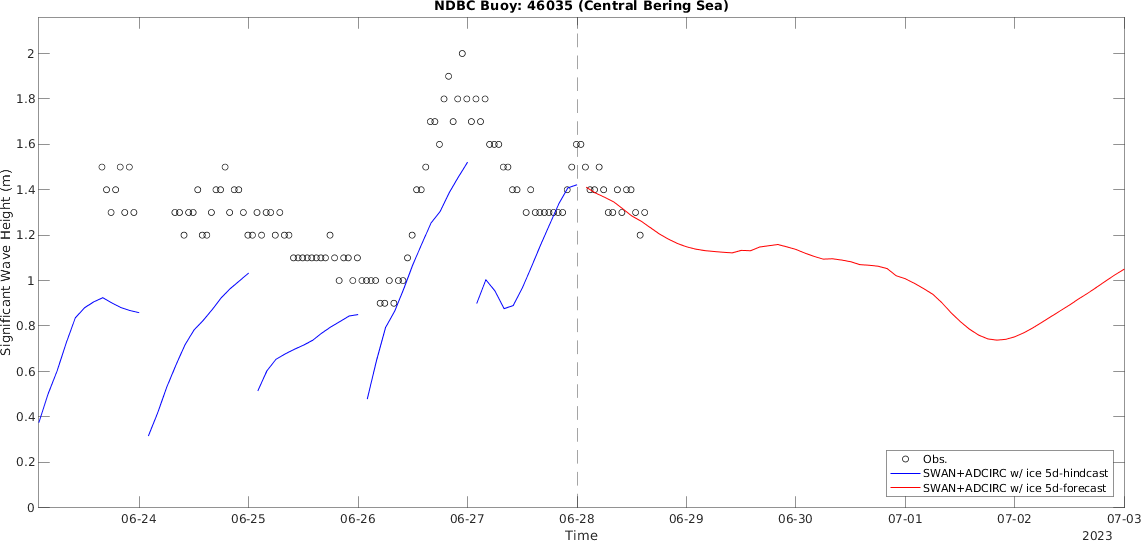 NDBC Buoy: 46035 (Central Bering Sea)
Significant Wave Height (m)
2
1.8
1.6
1.4
1.2
1
0.8
0.6
0.4
0.2
0
Obs.
SWAN+ADCIRC w/ ice 5d-hindcast
SWAN+ADCIRC w/ ice 5d-forecast
06-24 06-25 06-26 06-27 06-28 06-29 06-30 07-01 07-02 07-03
Time
2023